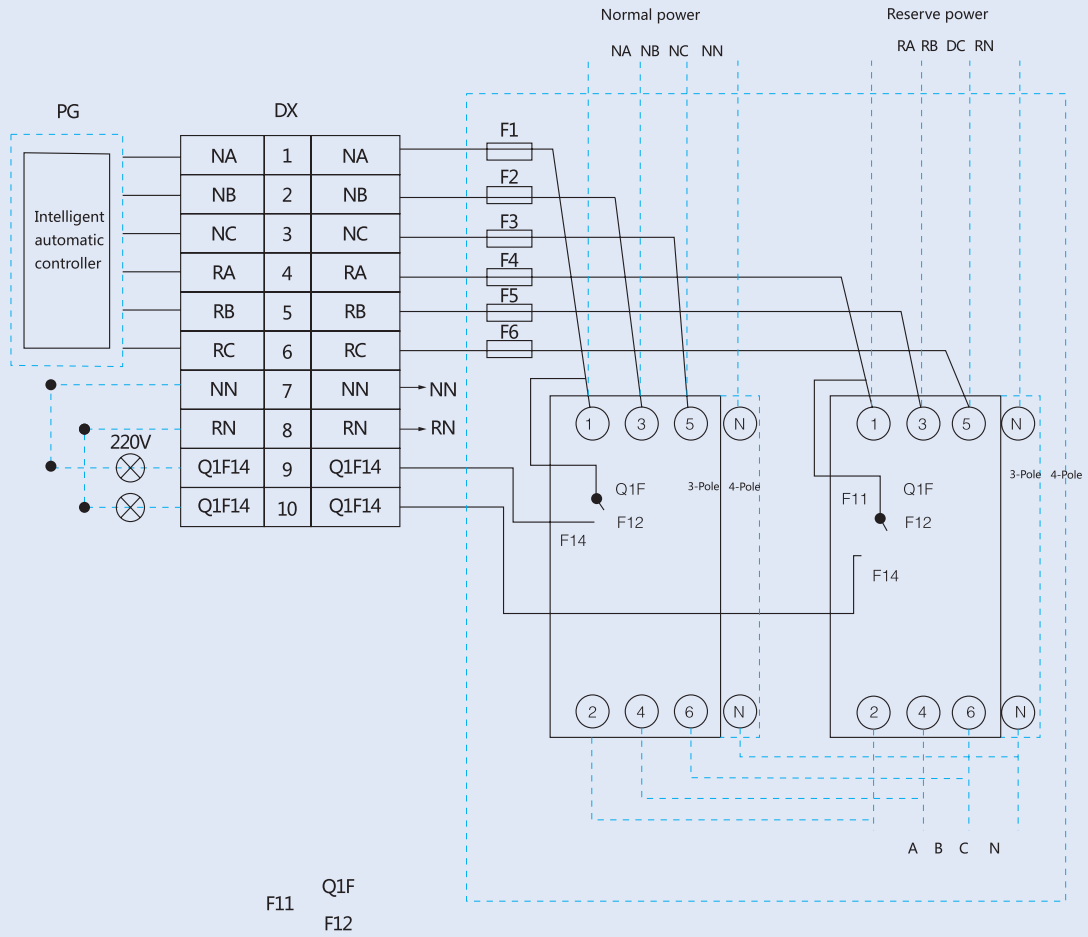 Normal power
Reserve power
NA NB NC NN
RA RB DC RN
PG
DX
Intelligent
automatic
controller
NA 1 NA
NB 2 NB
NC 3 NC
RA 4 RA
RB 5 RB
RC 6 RC
NN 7 NN
RN 8 RN
Q1F14 9 Q1F14
Q1F14 10 Q1F14
F1
F2
F3
F4
F5
F6
NN
RN
220V
1 3 5 N
3-Pole 4-Pole
Q1F
F12
F14
2 4 6 N
1 3 5 N
3-Pole 4-Pole
F11
Q1F
F12
F14
2 4 6 N
A B C N
Q1F
F11
F12